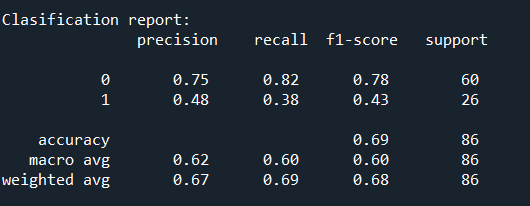 Clasification report:
precision recall f1-score support
0 0.75 0.82 0.78 60
1 0.48 0.38 0.43 26
accuracy 0.69 86
macro avg 0.62 0.60 0.60 86
weighted avg 0.67 0.69 0.68 86